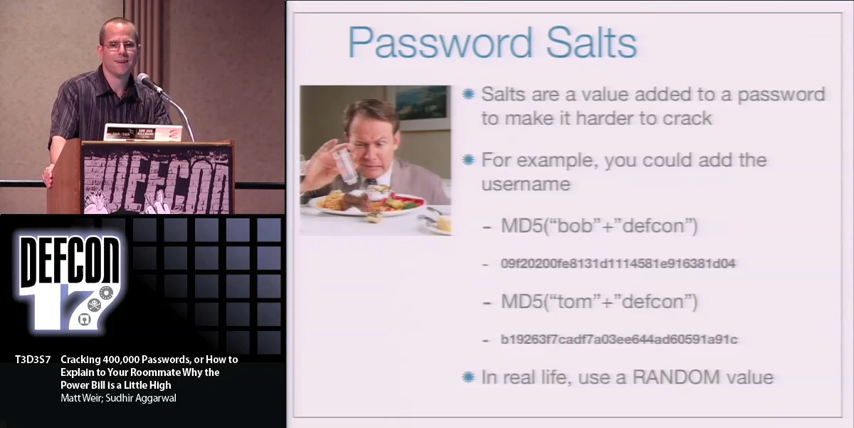 Password Salts
Salts are a value added to a password
to make it harder to crack
For example, you could add the
username
– MD5(“bob”+”defcon”)
- 09f20200fe8131d1114581e916381d04
– MD5(“tom”+”defcon”)
- b19263f7cadf7a03ee644ad60591a91c
In real life, use a RANDOM value
DEFCON
DEFCON
17
T3D3S7 Cracking 400,000 Passwords, or How to
Explain to Your Roommate Why the
Power Bill is a Little High
Matt Weir; Sudhir Aggarwal